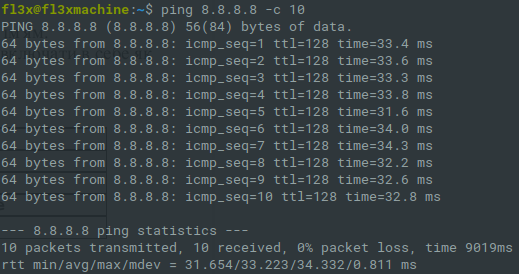 fl3x@fl3xmachine:~$ ping 8.8.8.8 -c 10
PING 8.8.8.8 (8.8.8.8) 56(84) bytes of data.
64 bytes from 8.8.8.8: icmp_seq=1 ttl=128 time=33.4 ms
64 bytes from 8.8.8.8: icmp_seq=2 ttl=128 time=33.6 ms
64 bytes from 8.8.8.8: icmp_seq=3 ttl=128 time=33.3 ms
64 bytes from 8.8.8.8: icmp_seq=4 ttl=128 time=33.8 ms
64 bytes from 8.8.8.8: icmp_seq=5 ttl=128 time=31.6 ms
64 bytes from 8.8.8.8: icmp_seq=6 ttl=128 time=34.0 ms
64 bytes from 8.8.8.8: icmp_seq=7 ttl=128 time=34.3 ms
64 bytes from 8.8.8.8: icmp_seq=8 ttl=128 time=32.2 ms
64 bytes from 8.8.8.8: icmp_seq=9 ttl=128 time=32.6 ms
64 bytes from 8.8.8.8: icmp_seq=10 ttl=128 time=32.8 ms
--- 8.8.8.8 ping statistics ---
10 packets transmitted, 10 received, 0% packet loss, time 9019ms
rtt min/avg/max/mdev = 31.654/33.223/34.332/0.811 ms